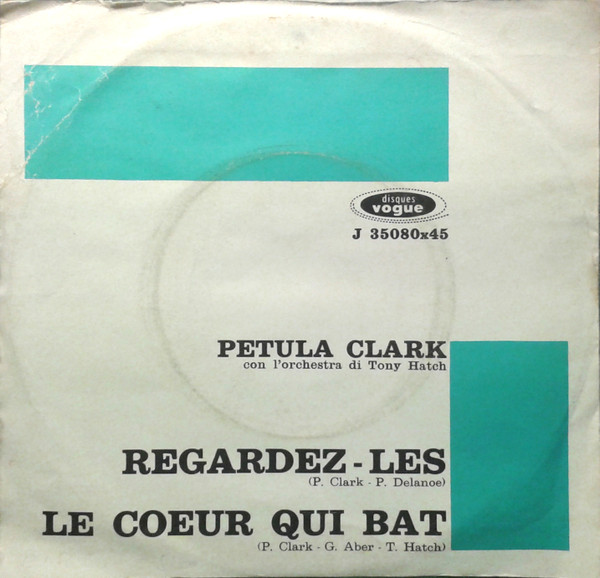 disques
vogue
J 35080x45
PETULA CLARK
con l'orchestra di Tony Hatch
REGARDEZ-LES
(P. Clark - P. Delanoe)
LE COEUR QUI BAT
(P. Clark - G. Aber - T. Hatch)